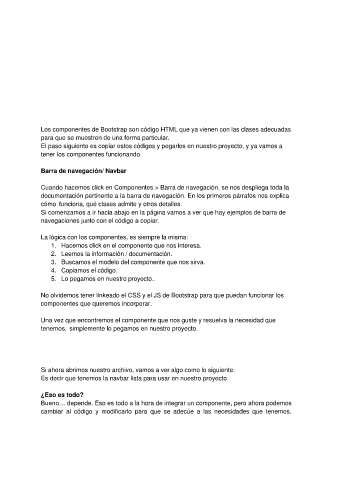 Los componentes de Bootstrap son código HTML que ya vienen con las clases adecuadas
para que se muestren de una forma particular.
El paso siguiente es copiar estos códigos y pegarlos en nuestro proyecto, y ya vamos a
tener los componentes funcionando.
Barra de navegación/ Navbar
Cuando hacemos click en Componentes > Barra de navegación, se nos despliega toda la
documentación pertinente a la barra de navegación. En los primeros párrafos nos explica
cómo funciona, qué clases admite y otros detalles.
Si comenzamos a ir hacia abajo en la página vamos a ver que hay ejemplos de barra de
navegaciones junto con el código a copiar.
La lógica con los componentes, es siempre la misma:
1. Hacemos click en el componente que nos interesa.
2. Leemos la información / documentación.
3. Buscamos el modelo del componente que nos sirva.
4. Copiamos el código.
5. Lo pegamos en nuestro proyecto..
No olvidemos tener linkeado el CSS y el JS de Bootstrap para que puedan funcionar los
componentes que queremos incorporar.
Una vez que encontremos el componente que nos guste y resuelva la necesidad que
tenemos, simplemente lo pegamos en nuestro proyecto.
Si ahora abrimos nuestro archivo, vamos a ver algo como lo siguiente:
Es decir que tenemos la navbar lista para usar en nuestro proyecto.
¿Eso es todo?
Bueno… depende. Eso es todo a la hora de integrar un componente, pero ahora podemos
cambiar al código y modificarlo para que se adecúe a las necesidades que tenemos.